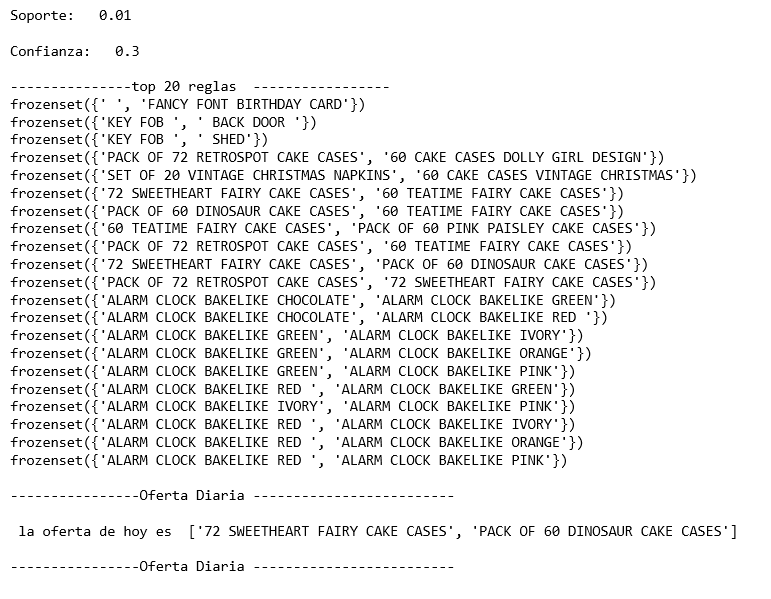 Soporte:   0.01
Confianza:   0.3
---------------top 20 reglas  -----------------
frozenset({' ', 'FANCY FONT BIRTHDAY CARD'})
frozenset({'KEY FOB ', ' BACK DOOR '})
frozenset({'KEY FOB ', ' SHED'})
frozenset({'PACK OF 72 RETROSPOT CAKE CASES', '60 CAKE CASES DOLLY GIRL DESIGN'})
frozenset({'SET OF 20 VINTAGE CHRISTMAS NAPKINS', '60 CAKE CASES VINTAGE CHRISTMAS'})
frozenset({'72 SWEETHEART FAIRY CAKE CASES', '60 TEATIME FAIRY CAKE CASES'})
frozenset({'PACK OF 60 DINOSAUR CAKE CASES', '60 TEATIME FAIRY CAKE CASES'})
frozenset({'60 TEATIME FAIRY CAKE CASES', 'PACK OF 60 PINK PAISLEY CAKE CASES'})
frozenset({'PACK OF 72 RETROSPOT CAKE CASES', '60 TEATIME FAIRY CAKE CASES'})
frozenset({'72 SWEETHEART FAIRY CAKE CASES', 'PACK OF 60 DINOSAUR CAKE CASES'})
frozenset({'PACK OF 72 RETROSPOT CAKE CASES', '72 SWEETHEART FAIRY CAKE CASES'})
frozenset({'ALARM CLOCK BAKELIKE CHOCOLATE', 'ALARM CLOCK BAKELIKE GREEN'})
frozenset({'ALARM CLOCK BAKELIKE CHOCOLATE', 'ALARM CLOCK BAKELIKE RED '})
frozenset({'ALARM CLOCK BAKELIKE GREEN', 'ALARM CLOCK BAKELIKE IVORY'})
frozenset({'ALARM CLOCK BAKELIKE GREEN', 'ALARM CLOCK BAKELIKE ORANGE'})
frozenset({'ALARM CLOCK BAKELIKE GREEN', 'ALARM CLOCK BAKELIKE PINK'})
frozenset({'ALARM CLOCK BAKELIKE RED ', 'ALARM CLOCK BAKELIKE GREEN'})
frozenset({'ALARM CLOCK BAKELIKE IVORY', 'ALARM CLOCK BAKELIKE PINK'})
frozenset({'ALARM CLOCK BAKELIKE RED ', 'ALARM CLOCK BAKELIKE IVORY'})
frozenset({'ALARM CLOCK BAKELIKE RED ', 'ALARM CLOCK BAKELIKE ORANGE'})
frozenset({'ALARM CLOCK BAKELIKE RED ', 'ALARM CLOCK BAKELIKE PINK'})
----------------Oferta Diaria -------------------------
la oferta de hoy es  ['72 SWEETHEART FAIRY CAKE CASES', 'PACK OF 60 DINOSAUR CAKE CASES']
----------------Oferta Diaria -------------------------